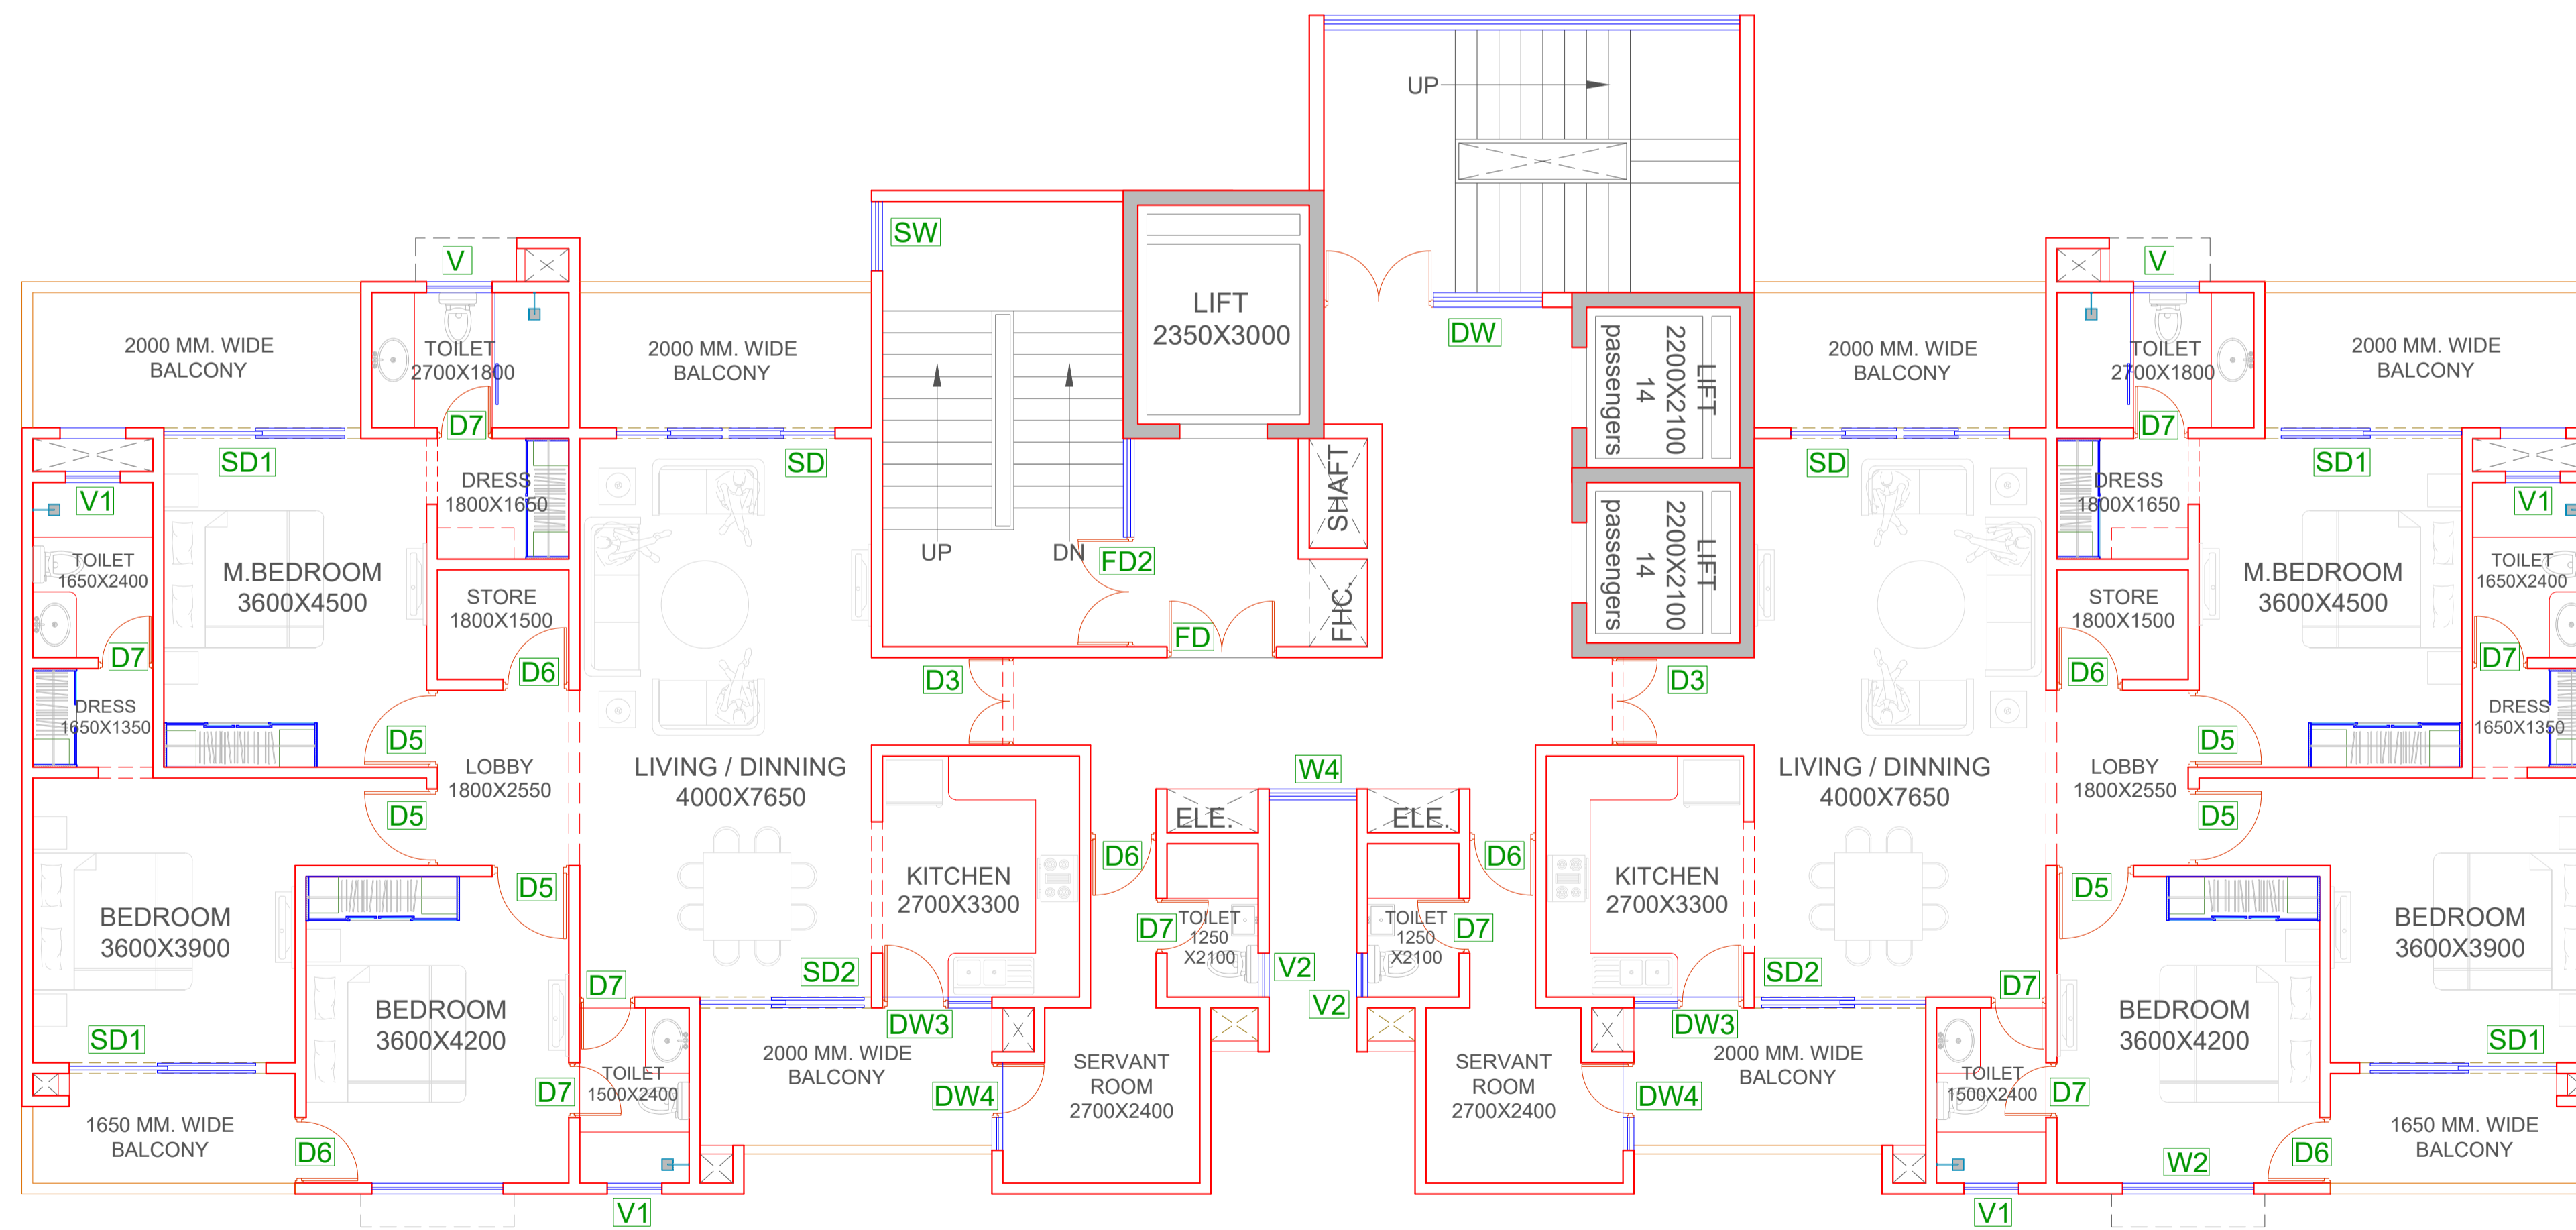 UP
SW
V
V
LIFT
2350X3000
DW
2000 MM. WIDE
BALCONY
TOILET
2700X1800
2000 MM. WIDE
BALCONY
LIFT
2200X2100
14
passengers
2000 MM. WIDE
BALCONY
TOILET
2700X1800
2000 MM. WIDE
BALCONY
D7
D7
SD1
SD
SHAFT
SD
SD1
V1
DRESS
1800X1650
DRESS
1800X1650
V1
UP
DN
FD2
LIFT
2200X2100
14
passengers
TOILET
1650X2400
M.BEDROOM
3600X4500
STORE
1800X1500
FHC.
STORE
1800X1500
M.BEDROOM
3600X4500
TOILET
1650X2400
D7
D6
FD
D6
D7
D3
D3
DRESS
1650X1350
D5
D5
DRESS
1650X1350
LOBBY
1800X2550
LIVING / DINNING
4000X7650
W4
LIVING / DINNING
4000X7650
LOBBY
1800X2550
D5
ELE.
ELE.
D5
D6
D6
D5
KITCHEN
2700X3300
KITCHEN
2700X3300
D5
BEDROOM
3600X3900
D7
TOILET
1250
X2100
TOILET
1250
X2100
D7
BEDROOM
3600X3900
SD2
V2
SD2
D7
V2
D7
BEDROOM
3600X4200
DW3
DW3
BEDROOM
3600X4200
SD1
SD1
2000 MM. WIDE
BALCONY
SERVANT
ROOM
2700X2400
SERVANT
ROOM
2700X2400
2000 MM. WIDE
BALCONY
D7
TOILET
1500X2400
DW4
DW4
TOILET
1500X2400
D7
1650 MM. WIDE
BALCONY
D6
W2
D6
1650 MM. WIDE
BALCONY
V1
V1